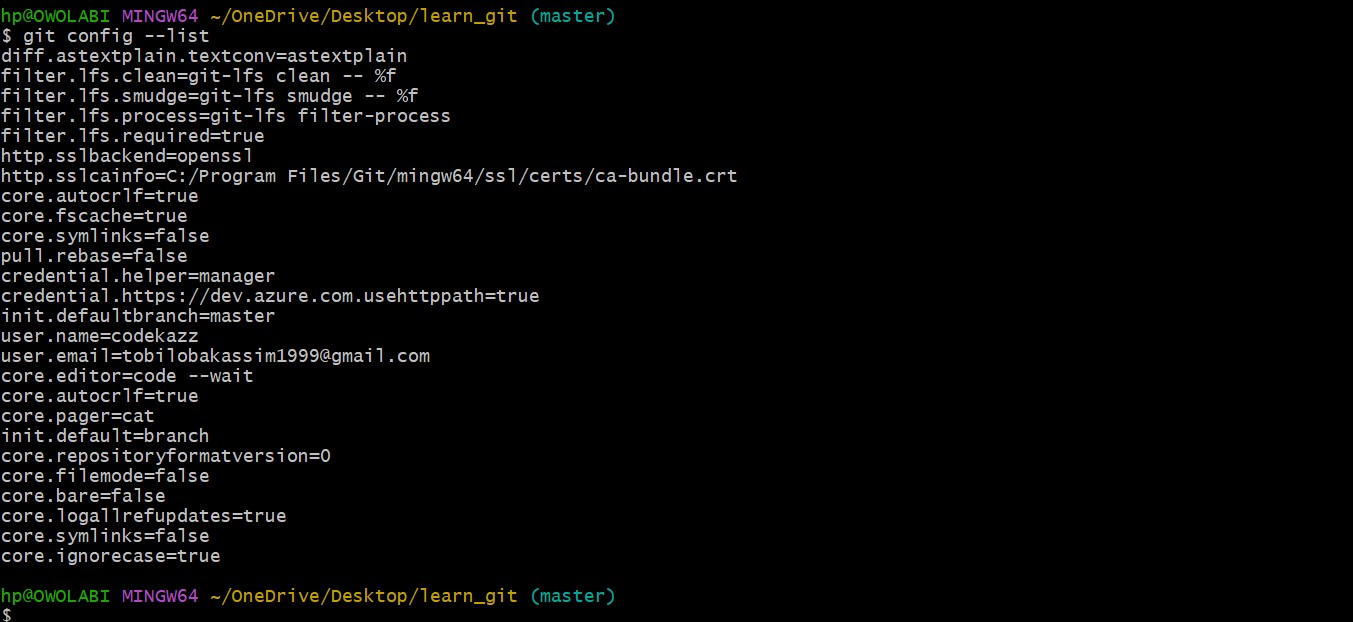 hp@OWOLABI MINGW64 ~/OneDrive/Desktop/learn_git (master)
$ git config --list
diff.astextplain.textconv=astextplain
filter.lfs.clean=git-lfs clean -- %f
filter.lfs.smudge=git-lfs smudge -- %f
filter.lfs.process=git-lfs filter-process
filter.lfs.required=true
http.sslbackend=openssl
http.sslcainfo=C:/Program Files/Git/mingw64/ssl/certs/ca-bundle.crt
core.autocrlf=true
core.fscache=true
core.symlinks=false
pull.rebase=false
credential.helper=manager
credential.https://dev.azure.com.usehttppath=true
init.defaultbranch=master
user.name=codekazz
user.email=tobilobakassim1999@gmail.com
core.editor=code --wait
core.autocrlf=true
core.pager=cat
init.default=branch
core.repositoryformatversion=0
core.filemode=false
core.bare=false
core.logallrefupdates=true
core.symlinks=false
core.ignorecase=true
hp@OWOLABI MINGW64 ~/OneDrive/Desktop/learn_git (master)
$